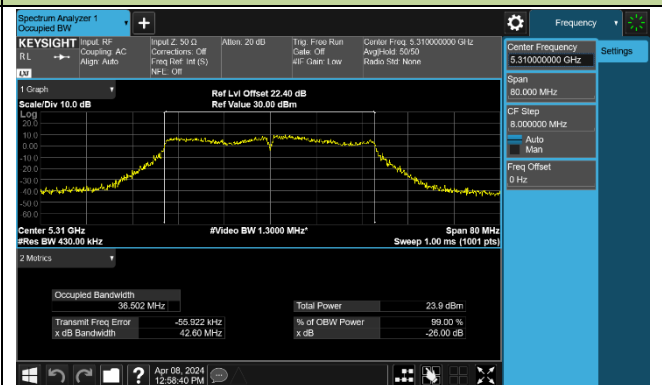 Spectrum Analyzer 1
Occupied BW
Frequency
KEYSIGHT
RL
LXI
Input: RF
Coupling: AC
Align: Auto
Input Z: 50 Ω
Corrections: Off
Freq Ref: Int (S)
NFE: Off
Atten: 20 dB
Trig: Free Run
Gate: Off
#IF Gain: Low
Center Freq: 5.310000000 GHz
Avg|Hold: 50/50
Radio Std: None
Center Frequency
5.310000000 GHz
Settings
Span
80.000 MHz
CF Step
8.000000 MHz
Auto
Man
Freq Offset
0 Hz
1 Graph
Scale/Div 10.0 dB
Ref Lvl Offset 22.40 dB
Ref Value 30.00 dBm
Log
20.0
10.0
0.00
-10.0
-20.0
-30.0
-40.0
-50.0
-60.0
Center 5.31 GHz
#Res BW 430.00 kHz
#Video BW 1.3000 MHz*
Span 80 MHz
Sweep 1.00 ms (1001 pts)
2 Metrics
Occupied Bandwidth
36.502 MHz
Total Power 23.9 dBm
Transmit Freq Error -55.922 kHz
% of OBW Power 99.00 %
x dB Bandwidth 42.60 MHz
x dB -26.00 dB
?
Apr 08, 2024
12:58:40 PM